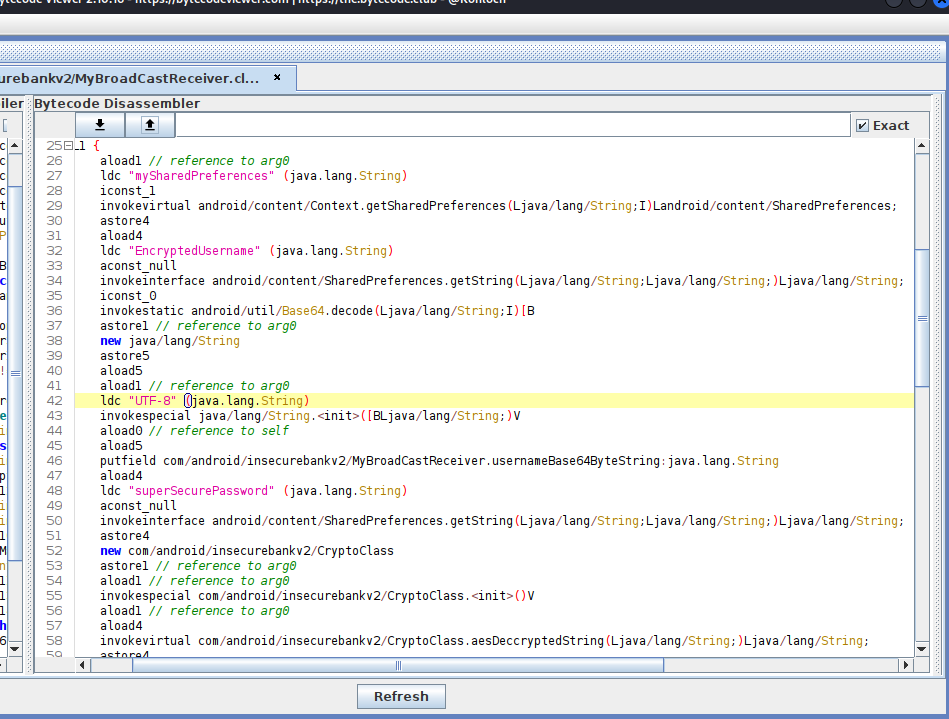 Bytecode Viewer 2.10.16 - https://bytecodeviewer.com | https://the.bytecode.club - @Konloch
urebankv2/MyBroadCastReceiver.cl... ×
iler Bytecode Disassembler
Exact
25 L1 {
26 aload1 // reference to arg0
27 ldc "mySharedPreferences" (java.lang.String)
28 iconst_1
29 invokevirtual android/content/Context.getSharedPreferences(Ljava/lang/String;I)Landroid/content/SharedPreferences;
30 astore4
31 aload4
32 ldc "EncryptedUsername" (java.lang.String)
33 aconst_null
34 invokeinterface android/content/SharedPreferences.getString(Ljava/lang/String;Ljava/lang/String;)Ljava/lang/String;
35 iconst_0
36 invokestatic android/util/Base64.decode(Ljava/lang/String;I)[B
37 astore1 // reference to arg0
38 new java/lang/String
39 astore5
40 aload5
41 aload1 // reference to arg0
42 ldc "UTF-8" (java.lang.String)
43 invokespecial java/lang/String.<init>([BLjava/lang/String;)V
44 aload0 // reference to self
45 aload5
46 putfield com/android/insecurebankv2/MyBroadCastReceiver.usernameBase64ByteString:java.lang.String
47 aload4
48 ldc "superSecurePassword" (java.lang.String)
49 aconst_null
50 invokeinterface android/content/SharedPreferences.getString(Ljava/lang/String;Ljava/lang/String;)Ljava/lang/String;
51 astore4
52 new com/android/insecurebankv2/CryptoClass
53 astore1 // reference to arg0
54 aload1 // reference to arg0
55 invokespecial com/android/insecurebankv2/CryptoClass.<init>()V
56 aload1 // reference to arg0
57 aload4
58 invokevirtual com/android/insecurebankv2/CryptoClass.aesDeccryptedString(Ljava/lang/String;)Ljava/lang/String;
59 astore4
Refresh